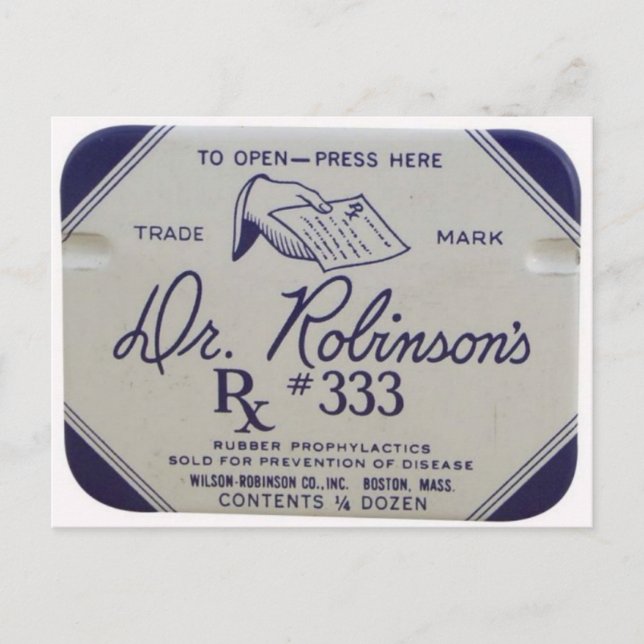 TO OPEN—PRESS HERE
Rx
TRADE MARK
Dr. Robinson's
Rx #333
RUBBER PROPHYLACTICS
SOLD FOR PREVENTION OF DISEASE
WILSON-ROBINSON CO., INC. BOSTON, MASS.
CONTENTS ¼ DOZEN